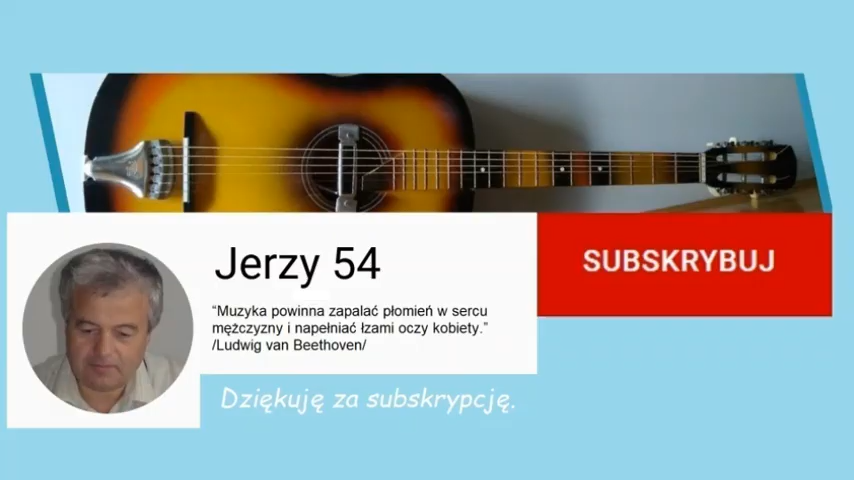 Jerzy 54
SUBSKRYBUJ
“Muzyka powinna zapalać płomień w sercu
mężczyzny i napełniać łzami oczy kobiety.”
/Ludwig van Beethoven/
Dziękuję za subskrypcję.